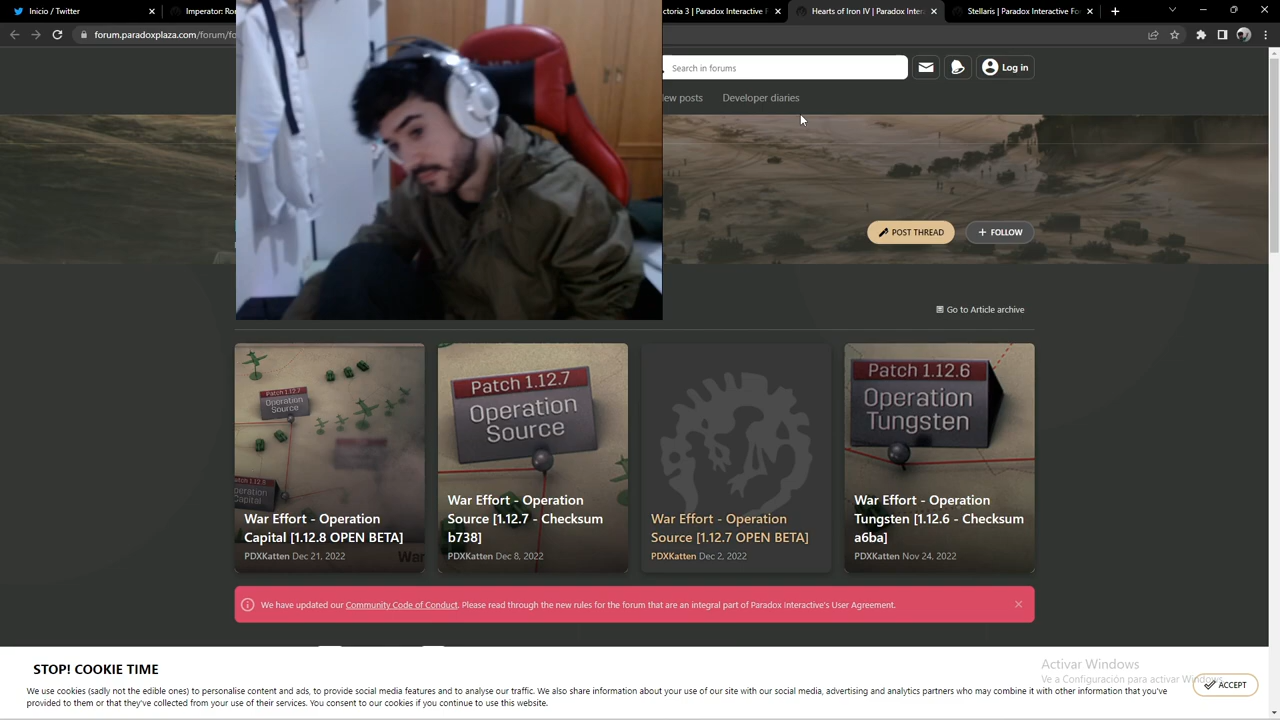 Inicio / Twitter
Imperator: Ro
ctoria 3 | Paradox Interactive F
Hearts of Iron IV | Paradox Inter
Stellaris | Paradox Interactive Fo
forum.paradoxplaza.com/forum/fo
Search in forums
Log in
ew posts
Developer diaries
POST THREAD
FOLLOW
Go to Article archive
Patch 1.12.7
Operation
Source
Operation
Capital
War Effort - Operation
Capital [1.12.8 OPEN BETA]
PDXKatten Dec 21, 2022
War
Patch 1.12.7
Operation
Source
War Effort - Operation
Source [1.12.7 - Checksum
b738]
PDXKatten Dec 8, 2022
War Effort - Operation
Source [1.12.7 OPEN BETA]
PDXKatten Dec 2, 2022
Patch 1.12.6
Operation
Tungsten
War Effort - Operation
Tungsten [1.12.6 - Checksum
a6ba]
PDXKatten Nov 24, 2022
We have updated our Community Code of Conduct. Please read through the new rules for the forum that are an integral part of Paradox Interactive's User Agreement.
STOP! COOKIE TIME
We use cookies (sadly not the edible ones) to personalise content and ads, to provide social media features and to analyse our traffic. We also share information about your use of our site with our social media, advertising and analytics partners who may combine it with other information that you've
provided to them or that they've collected from your use of their services. You consent to our cookies if you continue to use this website.
Activar Windows
Ve a Configuración para activar Windows.
ACCEPT